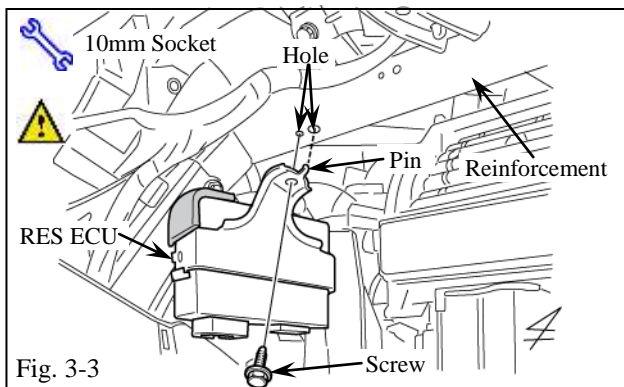 10mm Socket
Hole
Pin
Reinforcement
RES ECU
Screw
Fig. 3-3